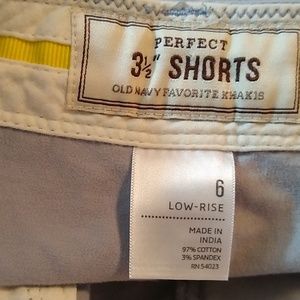 PERFECT
3½" SHORTS
OLD NAVY FAVORITE KHAKIS
6
LOW-RISE
MADE IN
INDIA
97% COTTON
3% SPANDEX
RN 54023